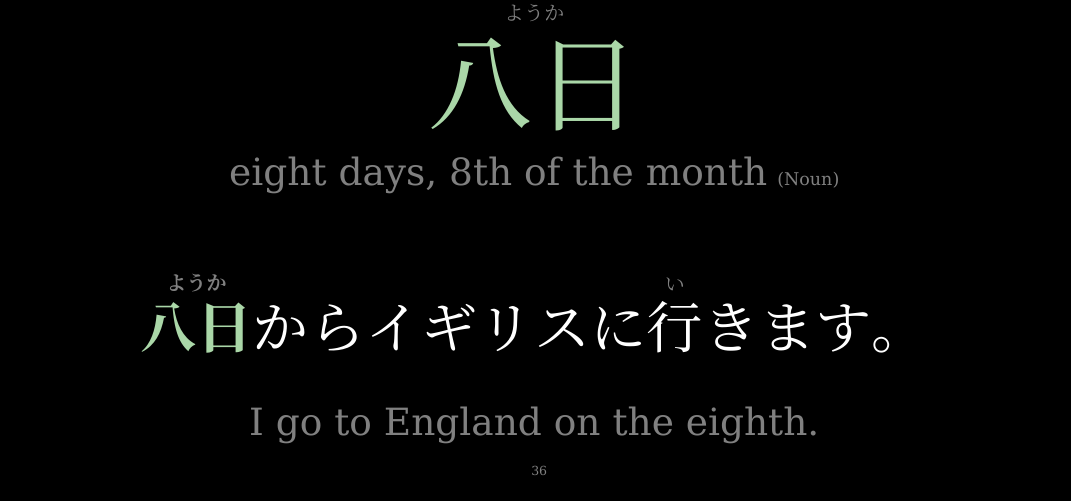 ようか
八日
eight days, 8th of the month (Noun)
ようか い
八日からイギリスに行きます。
I go to England on the eighth.
36